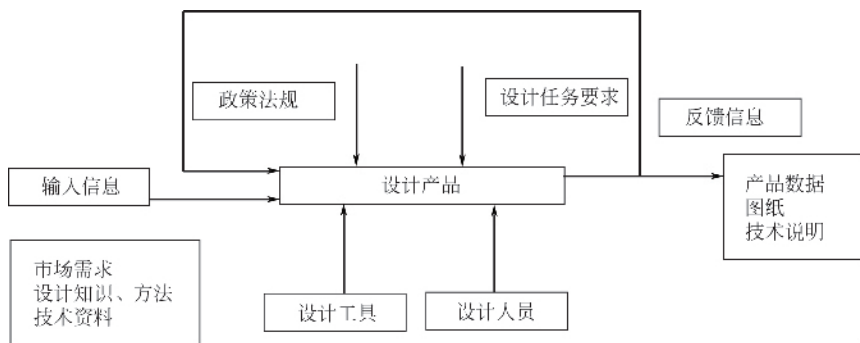 政策法规
设计任务要求
反馈信息
输入信息
设计产品
产品数据
图纸
技术说明
市场需求
设计知识、方法
技术资料
设计工具
设计人员